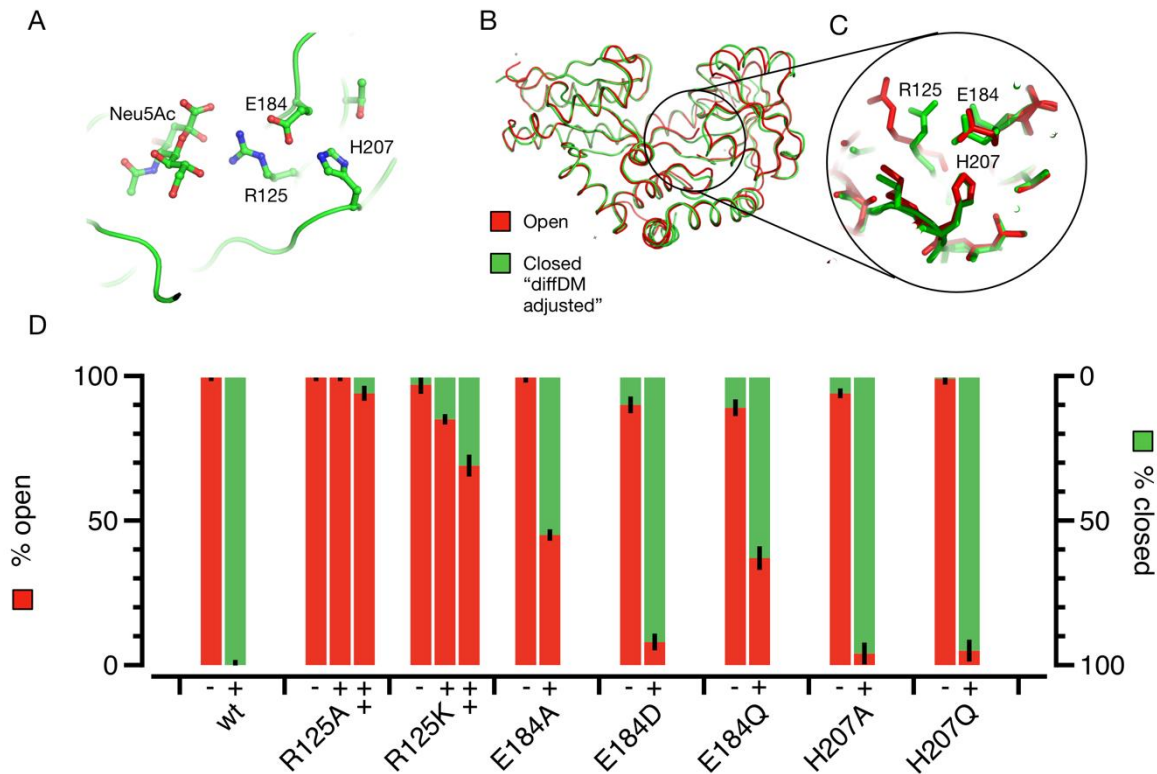 A
Neu5Ac
E184
H207
R125
B
Open
Closed
"diffDM
adjusted"
C
R125
E184
H207
D
% open
100
50
0
0
50
100
% closed
- +
- + ++
- + ++
- +
- +
- +
- +
- +
wt
R125A
R125K
E184A
E184D
E184Q
H207A
H207Q